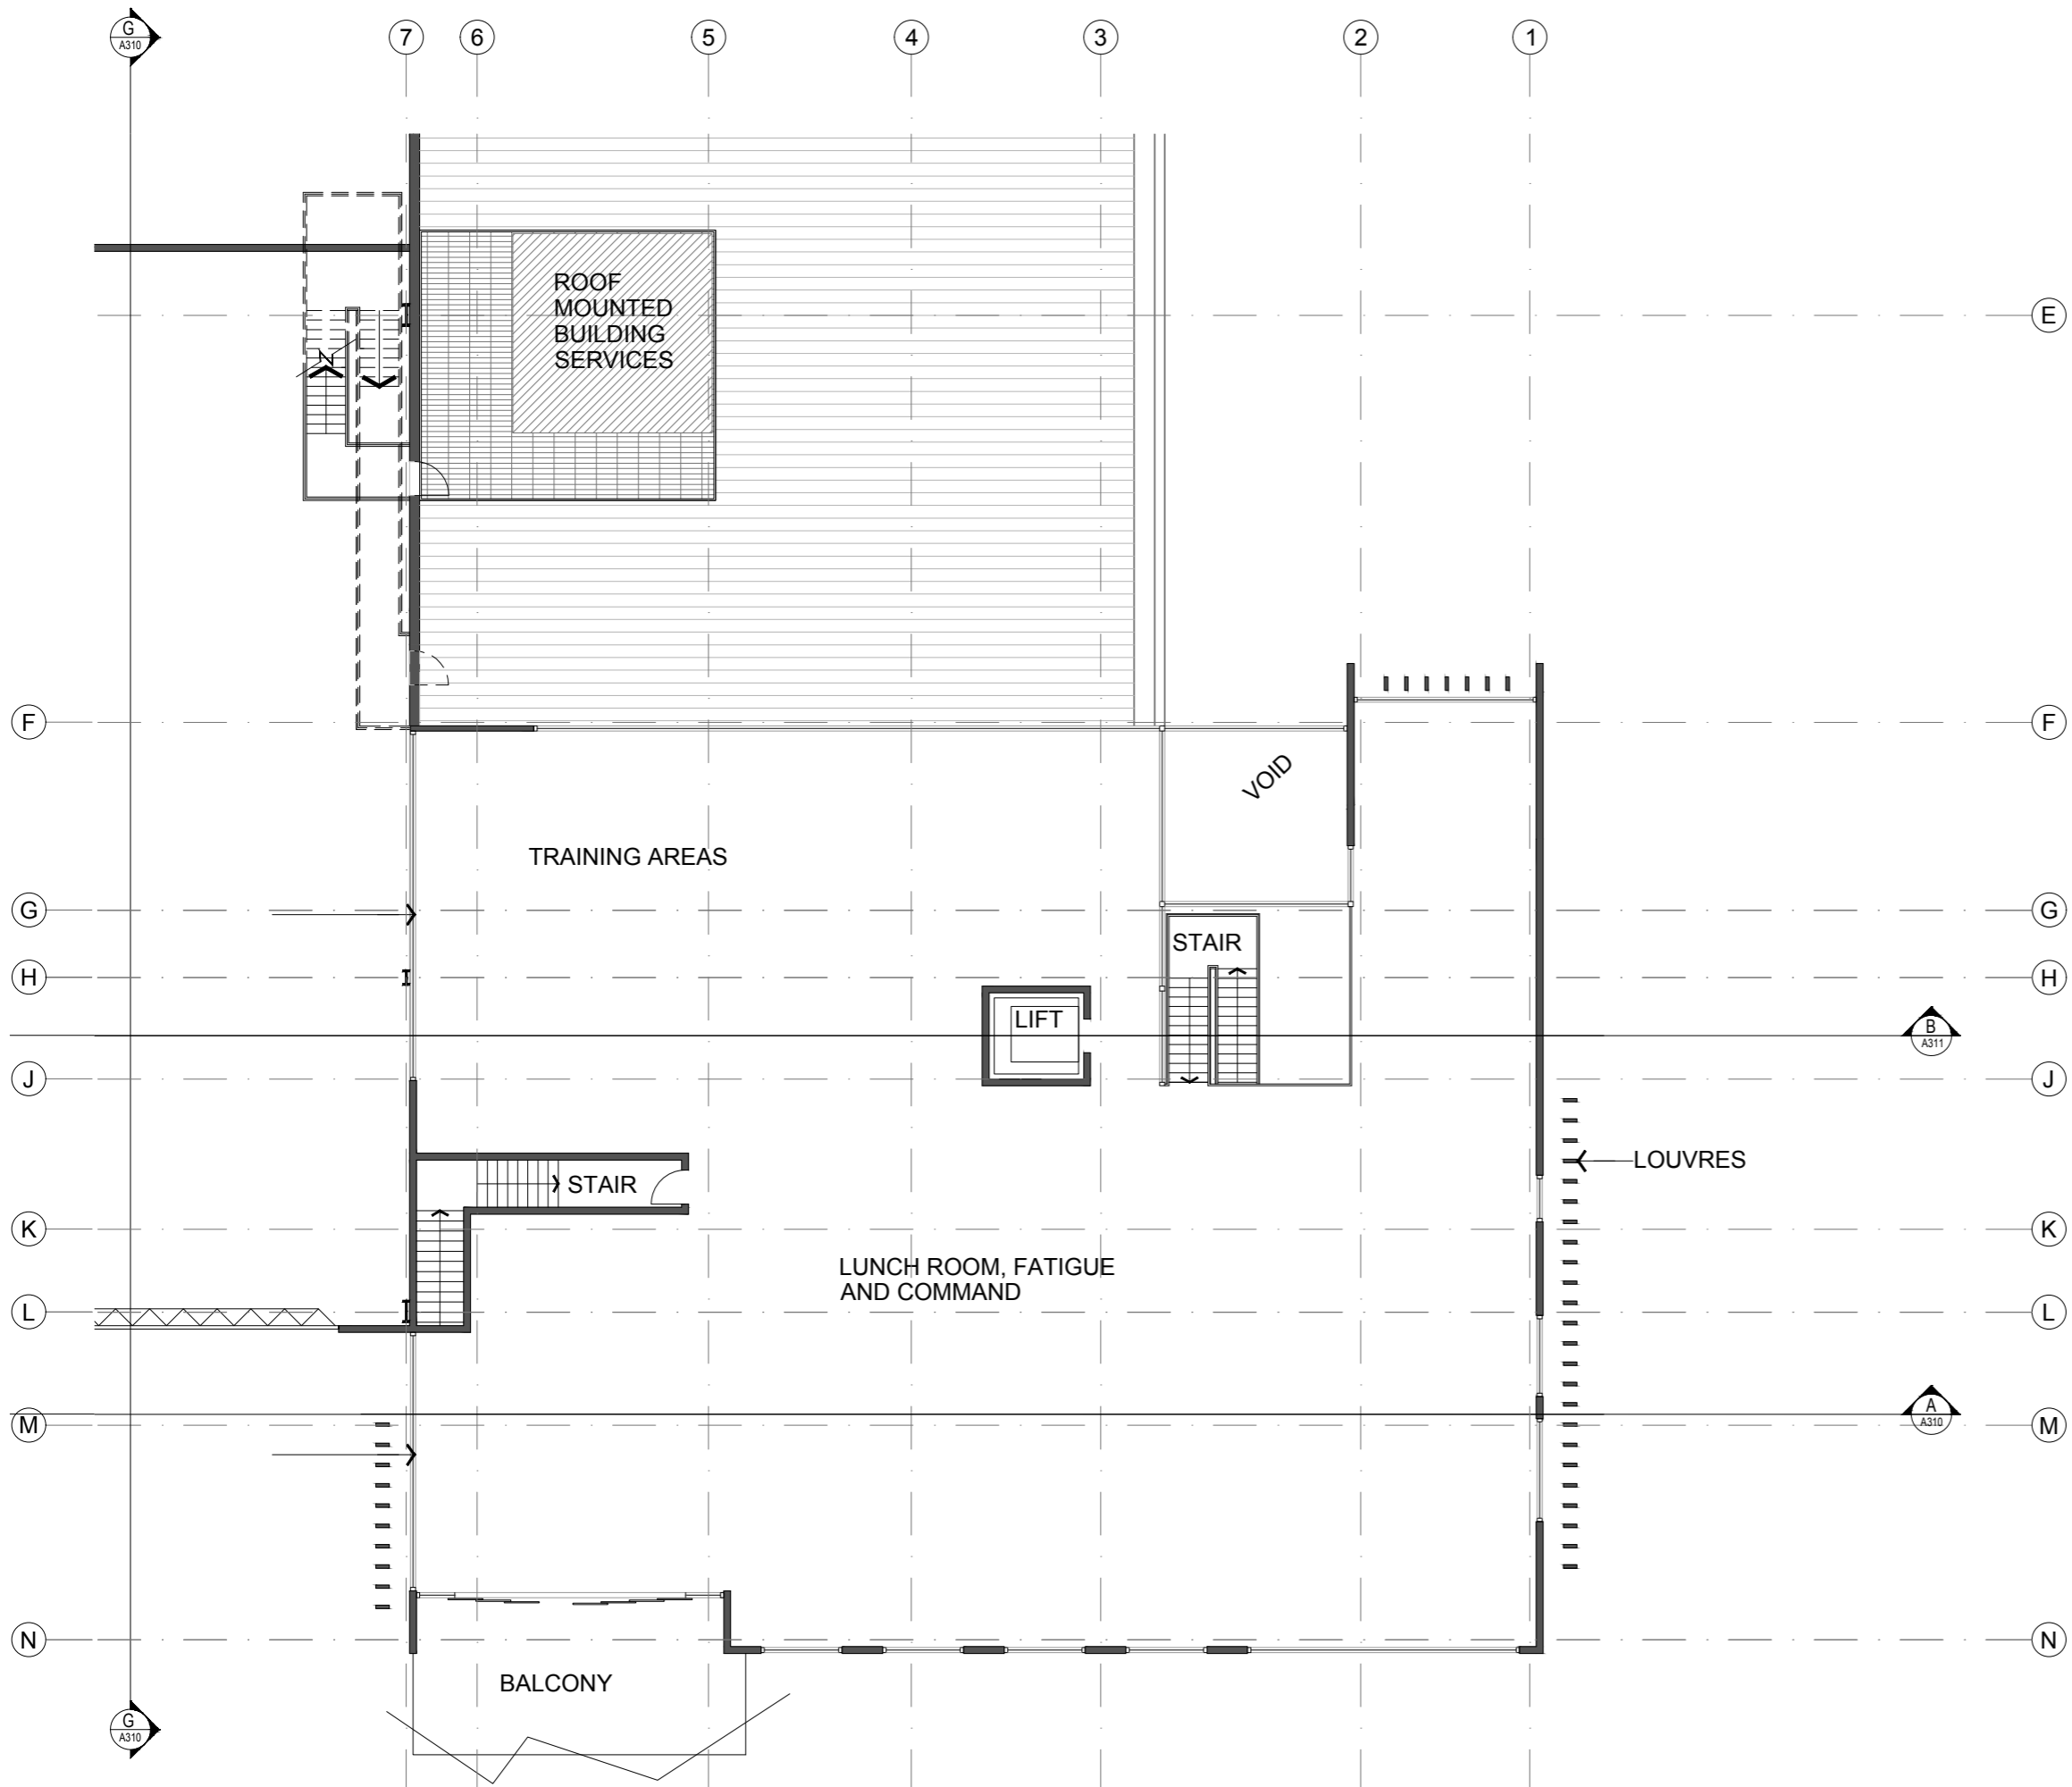 G
A310
7
6
5
4
3
2
1
ROOF
MOUNTED
BUILDING
SERVICES
E
F
F
VOID
TRAINING AREAS
G
G
STAIR
H
H
LIFT
B
A311
J
J
LOUVRES
STAIR
K
K
LUNCH ROOM, FATIGUE
AND COMMAND
L
L
A
A310
M
M
N
N
BALCONY
G
A310